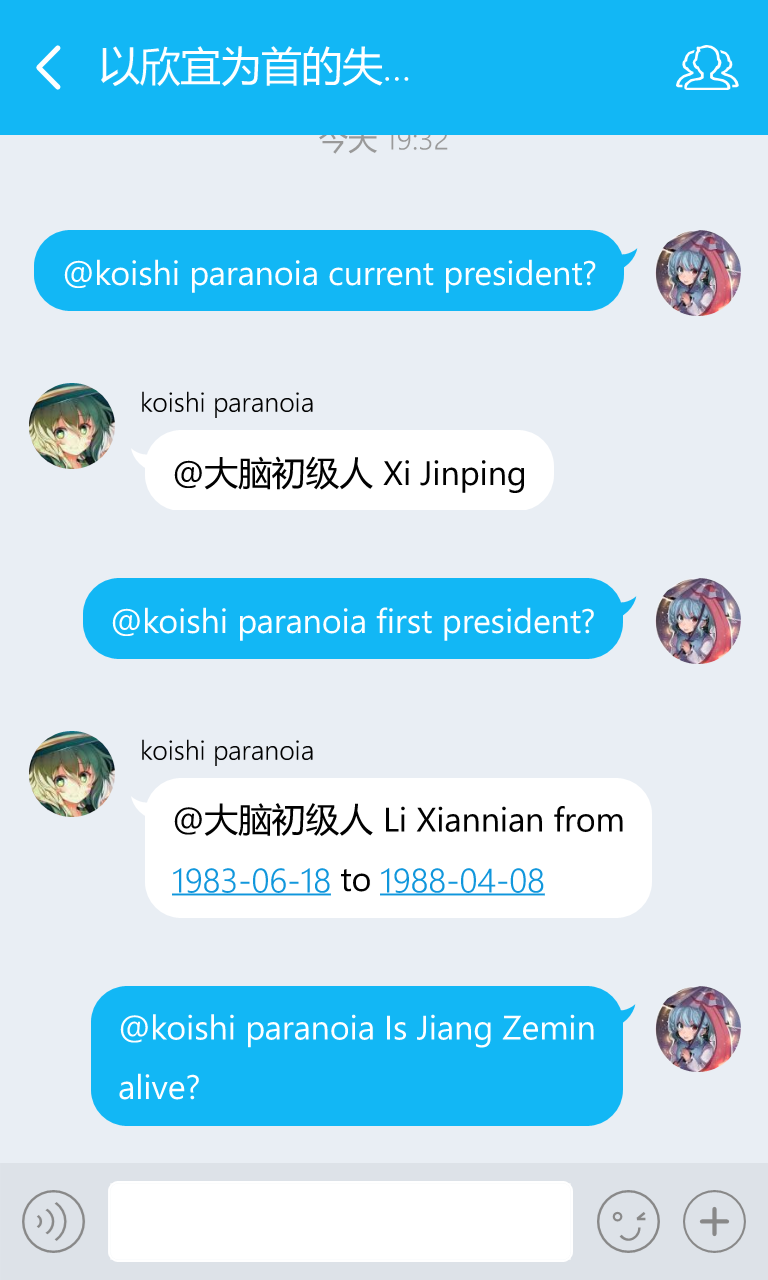 以欣宜为首的失...
今天 19:32
@koishi paranoia current president?
koishi paranoia
@大脑初级人 Xi Jinping
@koishi paranoia first president?
koishi paranoia
@大脑初级人 Li Xiannian from
1983-06-18 to 1988-04-08
@koishi paranoia Is Jiang Zemin
alive?